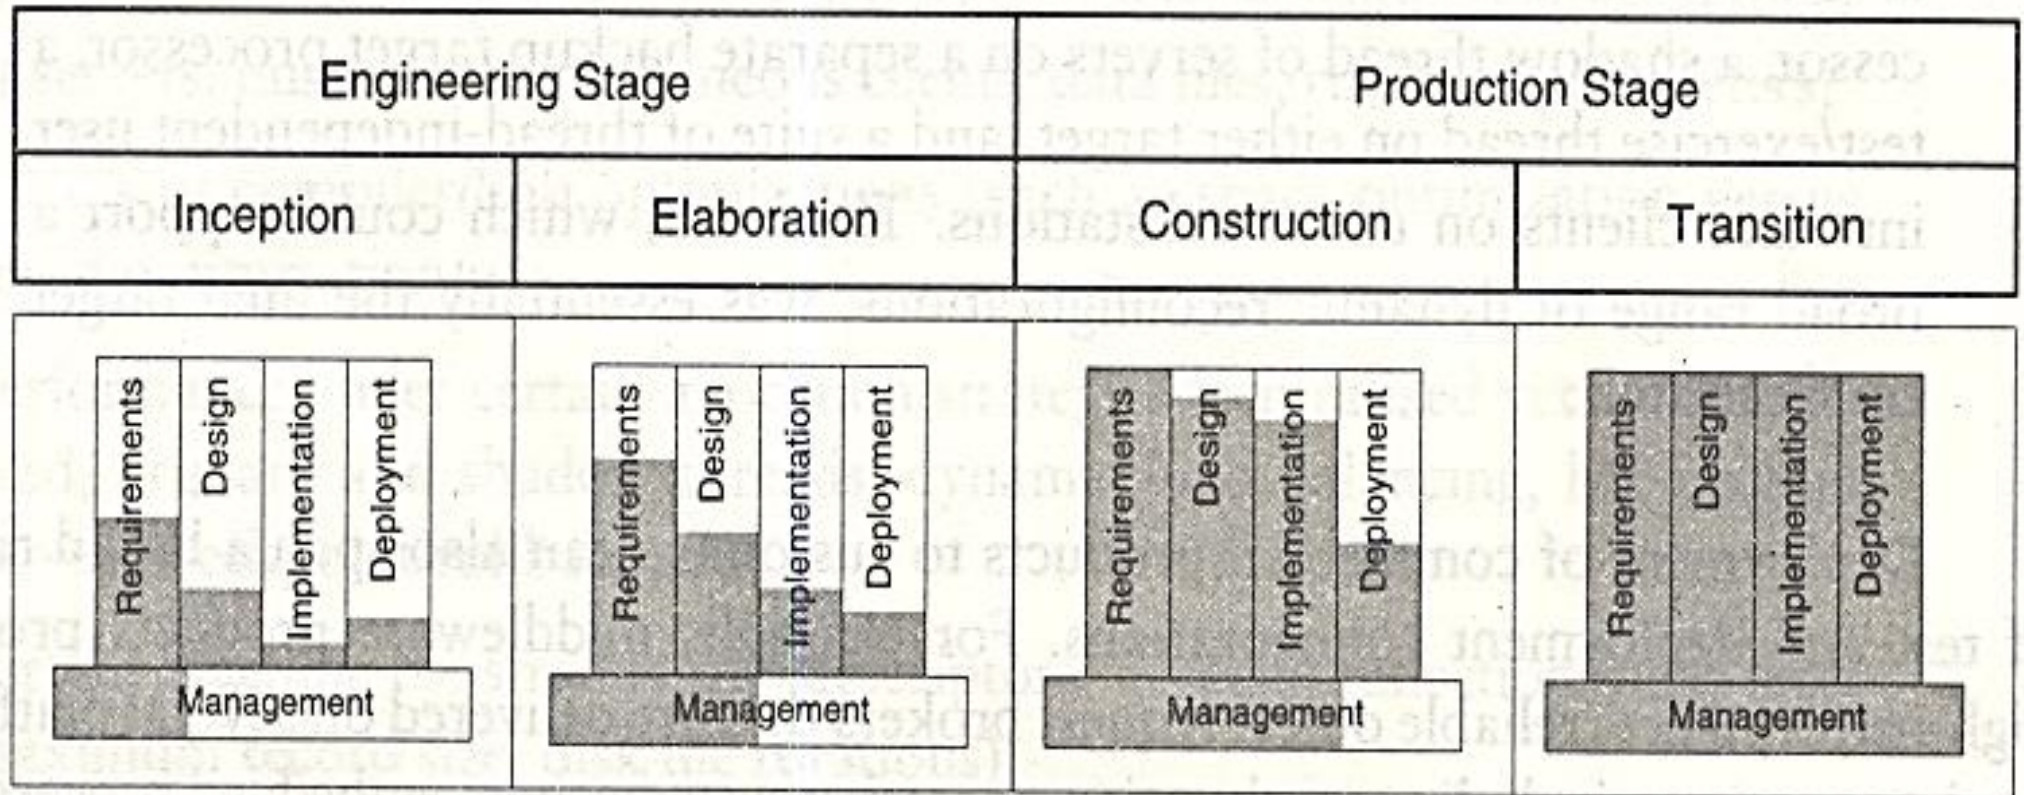 Engineering Stage
Production Stage
Inception
Elaboration
Construction
Transition
Requirements
Design
Implementation
Deployment
Management
Requirements
Design
Implementation
Deployment
Management
Requirements
Design
Implementation
Deployment
Management
Requirements
Design
Implementation
Deployment
Management